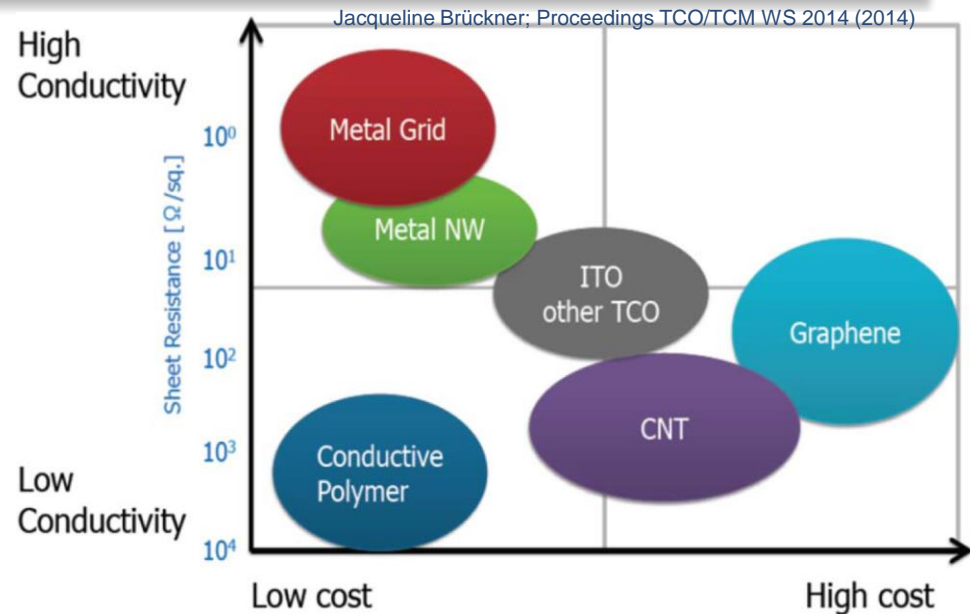 Jacqueline Brückner; Proceedings TCO/TCM WS 2014 (2014)
High
Conductivity
Sheet Resistance [ Ω /sq.]
10⁰
10¹
10²
10³
10⁴
Metal Grid
Metal NW
ITO
other TCO
Graphene
CNT
Conductive
Polymer
Low
Conductivity
Low cost
High cost